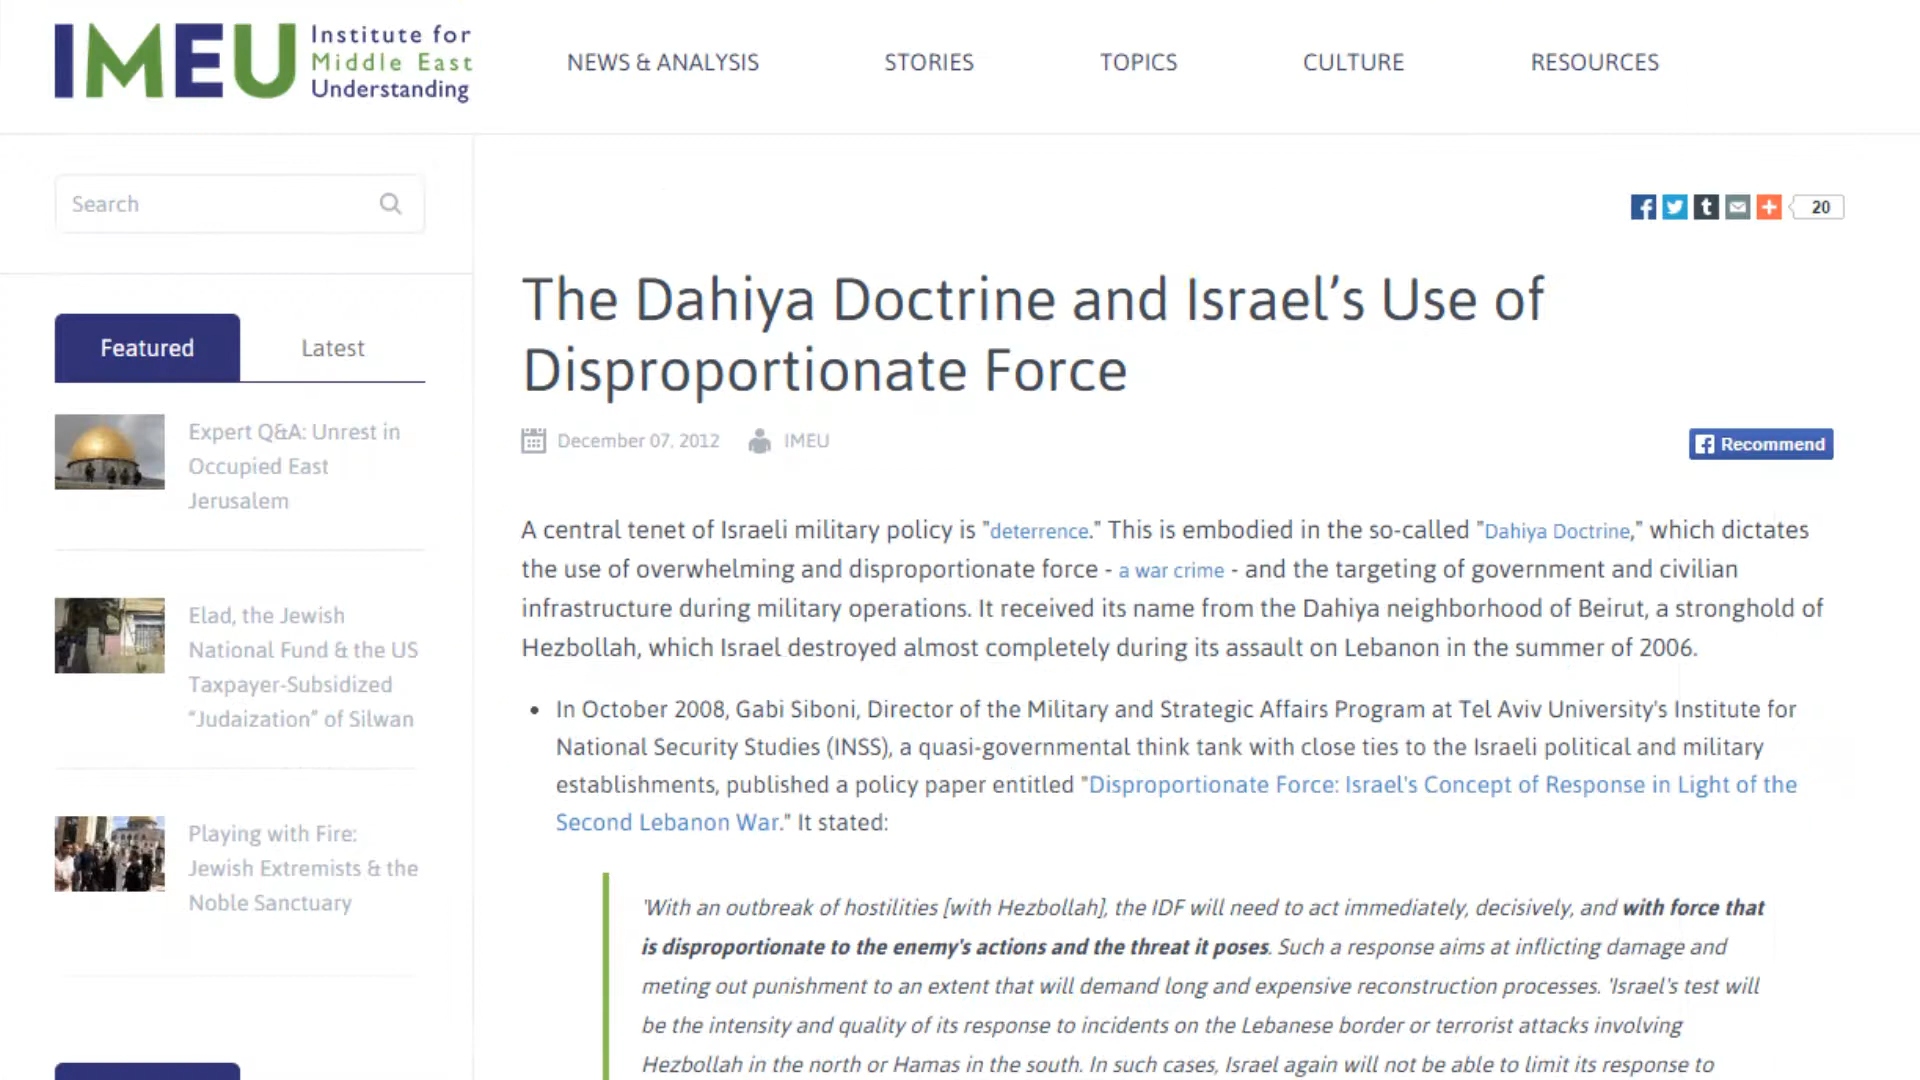 IMEU
Institute for
Middle East
Understanding
NEWS & ANALYSIS
STORIES
TOPICS
CULTURE
RESOURCES
Search
20
Featured
Latest
Expert Q&A: Unrest in
Occupied East
Jerusalem
Elad, the Jewish
National Fund & the US
Taxpayer-Subsidized
“Judaization” of Silwan
Playing with Fire:
Jewish Extremists & the
Noble Sanctuary
The Dahiya Doctrine and Israel’s Use of
Disproportionate Force
December 07, 2012 IMEU
Recommend
A central tenet of Israeli military policy is "deterrence." This is embodied in the so-called "Dahiya Doctrine," which dictates
the use of overwhelming and disproportionate force - a war crime - and the targeting of government and civilian
infrastructure during military operations. It received its name from the Dahiya neighborhood of Beirut, a stronghold of
Hezbollah, which Israel destroyed almost completely during its assault on Lebanon in the summer of 2006.
• In October 2008, Gabi Siboni, Director of the Military and Strategic Affairs Program at Tel Aviv University's Institute for
National Security Studies (INSS), a quasi-governmental think tank with close ties to the Israeli political and military
establishments, published a policy paper entitled "Disproportionate Force: Israel's Concept of Response in Light of the
Second Lebanon War." It stated:
'With an outbreak of hostilities [with Hezbollah], the IDF will need to act immediately, decisively, and with force that
is disproportionate to the enemy's actions and the threat it poses. Such a response aims at inflicting damage and
meting out punishment to an extent that will demand long and expensive reconstruction processes. 'Israel's test will
be the intensity and quality of its response to incidents on the Lebanese border or terrorist attacks involving
Hezbollah in the north or Hamas in the south. In such cases, Israel again will not be able to limit its response to